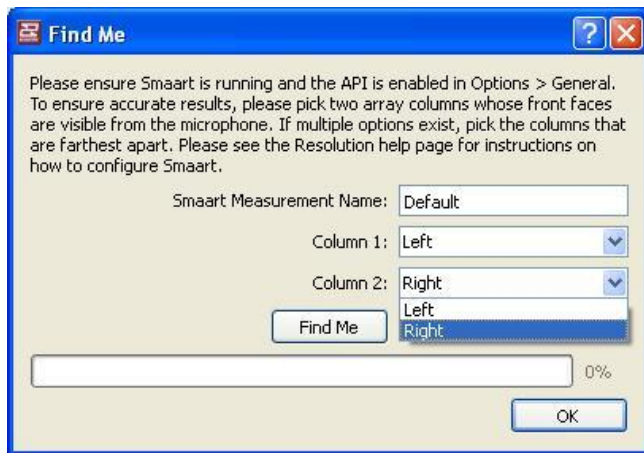 Find Me
Please ensure Smaart is running and the API is enabled in Options > General.
To ensure accurate results, please pick two array columns whose front faces
are visible from the microphone. If multiple options exist, pick the columns that
are farthest apart. Please see the Resolution help page for instructions on
how to configure Smaart.
Smaart Measurement Name: Default
Column 1: Left
Column 2: Right
Left
Find Me Right
0%
OK